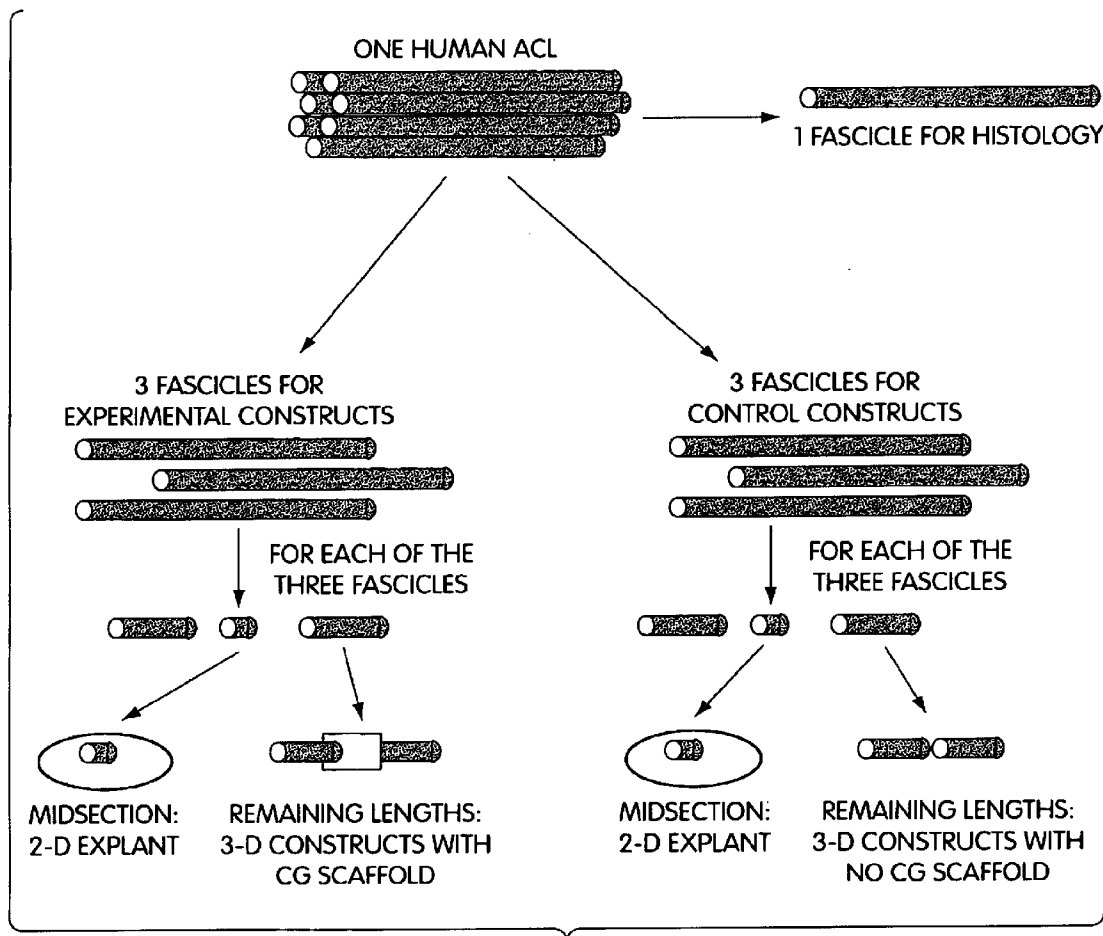 ONE HUMAN ACL
1 FASCICLE FOR HISTOLOGY
3 FASCICLES FOR
EXPERIMENTAL CONSTRUCTS
3 FASCICLES FOR
CONTROL CONSTRUCTS
FOR EACH OF THE
THREE FASCICLES
FOR EACH OF THE
THREE FASCICLES
MIDSECTION:
2-D EXPLANT
REMAINING LENGTHS:
3-D CONSTRUCTS WITH
CG SCAFFOLD
MIDSECTION:
2-D EXPLANT
REMAINING LENGTHS:
3-D CONSTRUCTS WITH
NO CG SCAFFOLD